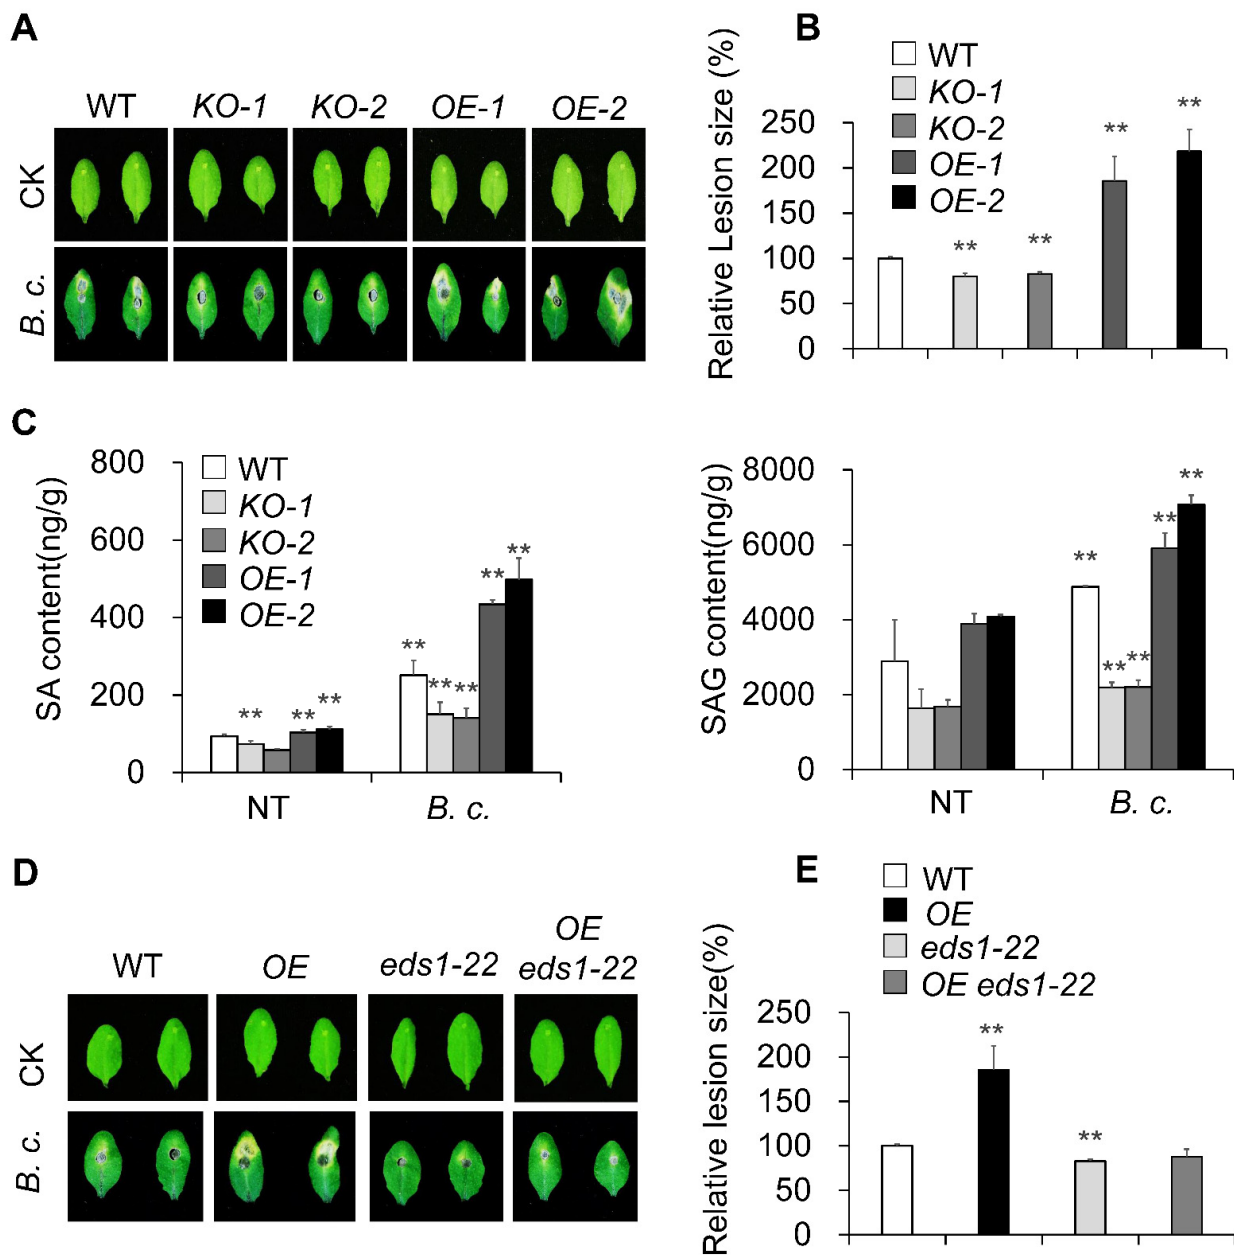 A
WT KO-1 KO-2 OE-1 OE-2
CK
B. c.
B
WT
KO-1
KO-2
OE-1
OE-2
Relative Lesion size (%)
250
200
150
100
50
0
** ** ** **
C
SA content(ng/g)
800
600
400
200
0
WT
KO-1
KO-2
OE-1
OE-2
** ** ** ** ** ** ** **
NT B. c.
SAG content(ng/g)
8000
6000
4000
2000
0
** ** ** ** **
NT B. c.
D
WT OE eds1-22 OE eds1-22
CK
B. c.
E
WT
OE
eds1-22
OE eds1-22
Relative lesion size(%)
250
200
150
100
50
0
** **